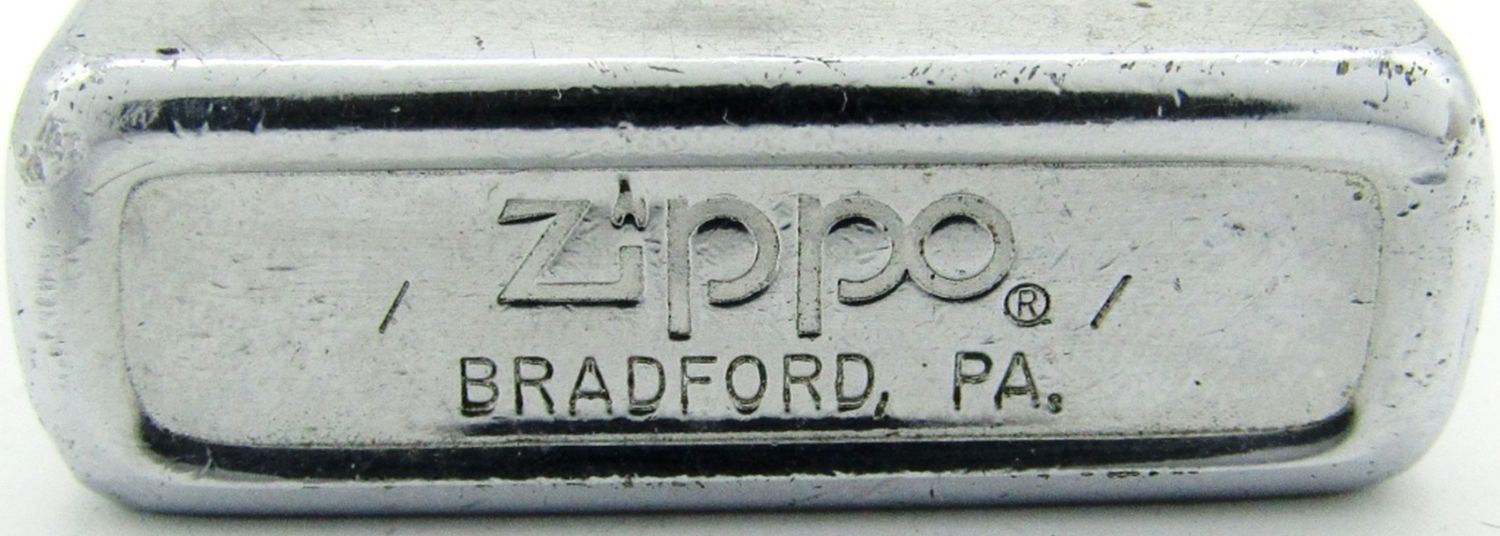 / Zippo® /
BRADFORD, PA.